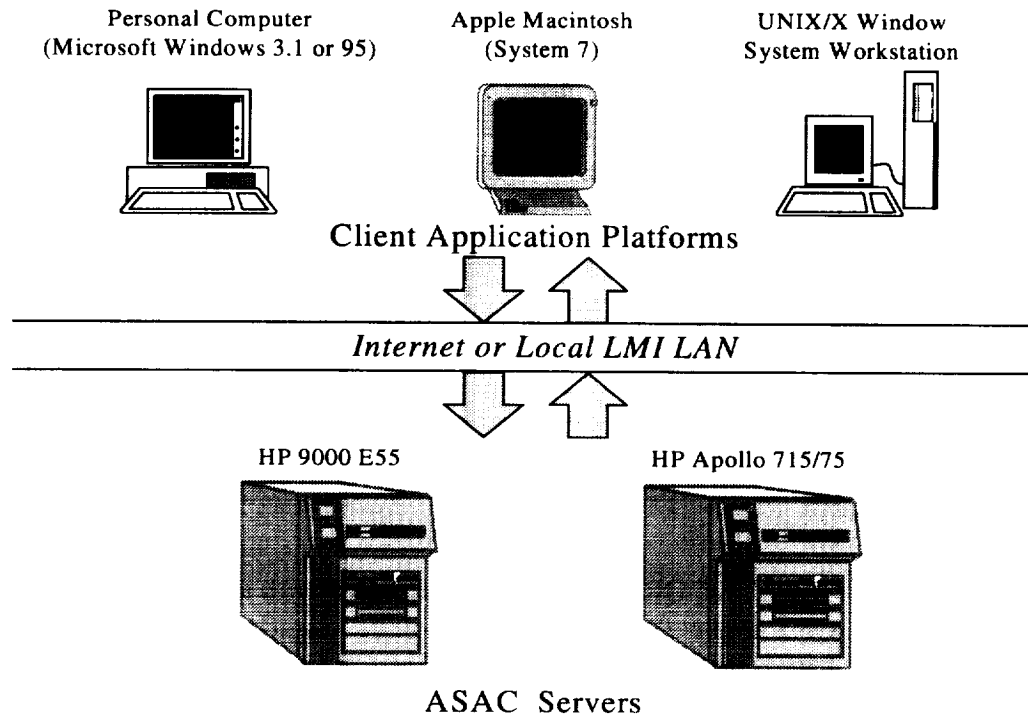 Personal Computer
(Microsoft Windows 3.1 or 95)
Apple Macintosh
(System 7)
UNIX/X Window
System Workstation
Client Application Platforms
Internet or Local LMI LAN
HP 9000 E55
HP Apollo 715/75
ASAC Servers